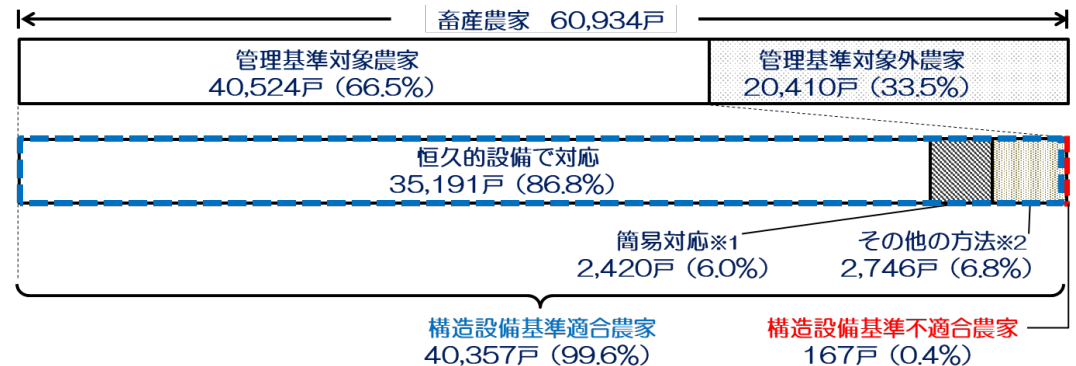 畜産農家 60,934戸
管理基準対象農家
40,524戸 (66.5%)
管理基準対象外農家
20,410戸 (33.5%)
恒久的設備で対応
35,191戸 (86.8%)
簡易対応※1
2,420戸 (6.0%)
その他の方法※2
2,746戸 (6.8%)
構造設備基準適合農家
40,357戸 (99.6%)
構造設備基準不適合農家
167戸 (0.4%)